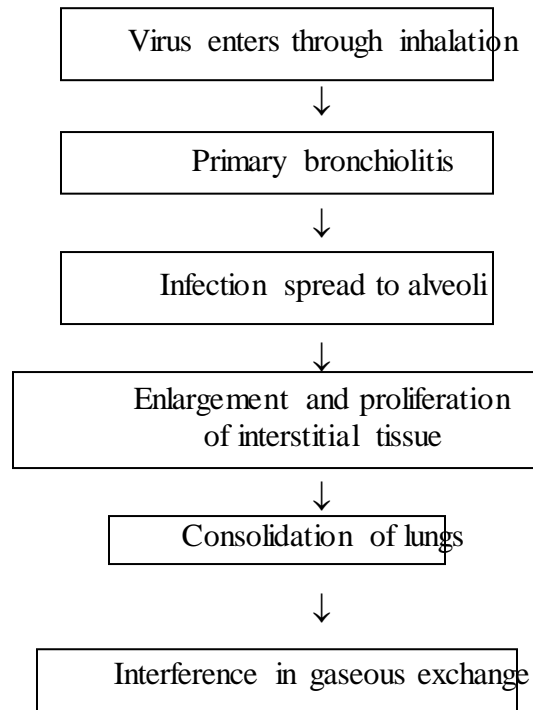 Virus enters through inhalation
↓
Primary bronchiolitis
↓
Infection spread to alveoli
↓
Enlargement and proliferation
of interstitial tissue
↓
Consolidation of lungs
↓
Interference in gaseous exchange